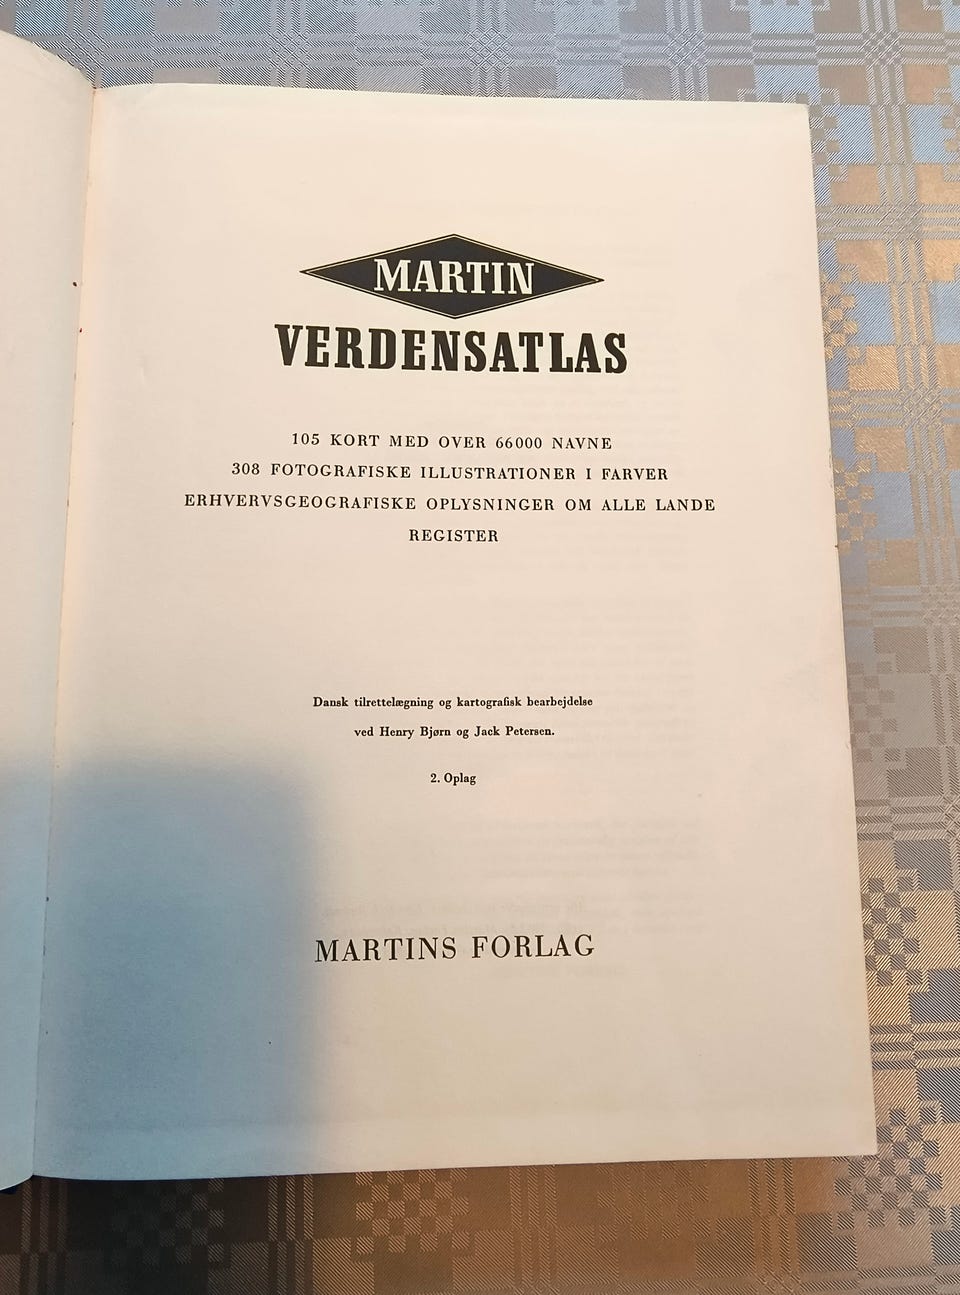 MARTIN
VERDENSATLAS
105 KORT MED OVER 66000 NAVNE
308 FOTOGRAFISKE ILLUSTRATIONER I FARVER
ERHVERVSGEOGRAFISKE OPLYSNINGER OM ALLE LANDE
REGISTER
Dansk tilrettelægning og kartografisk bearbejdelse
ved Henry Bjørn og Jack Petersen.
2. Oplag
MARTINS FORLAG